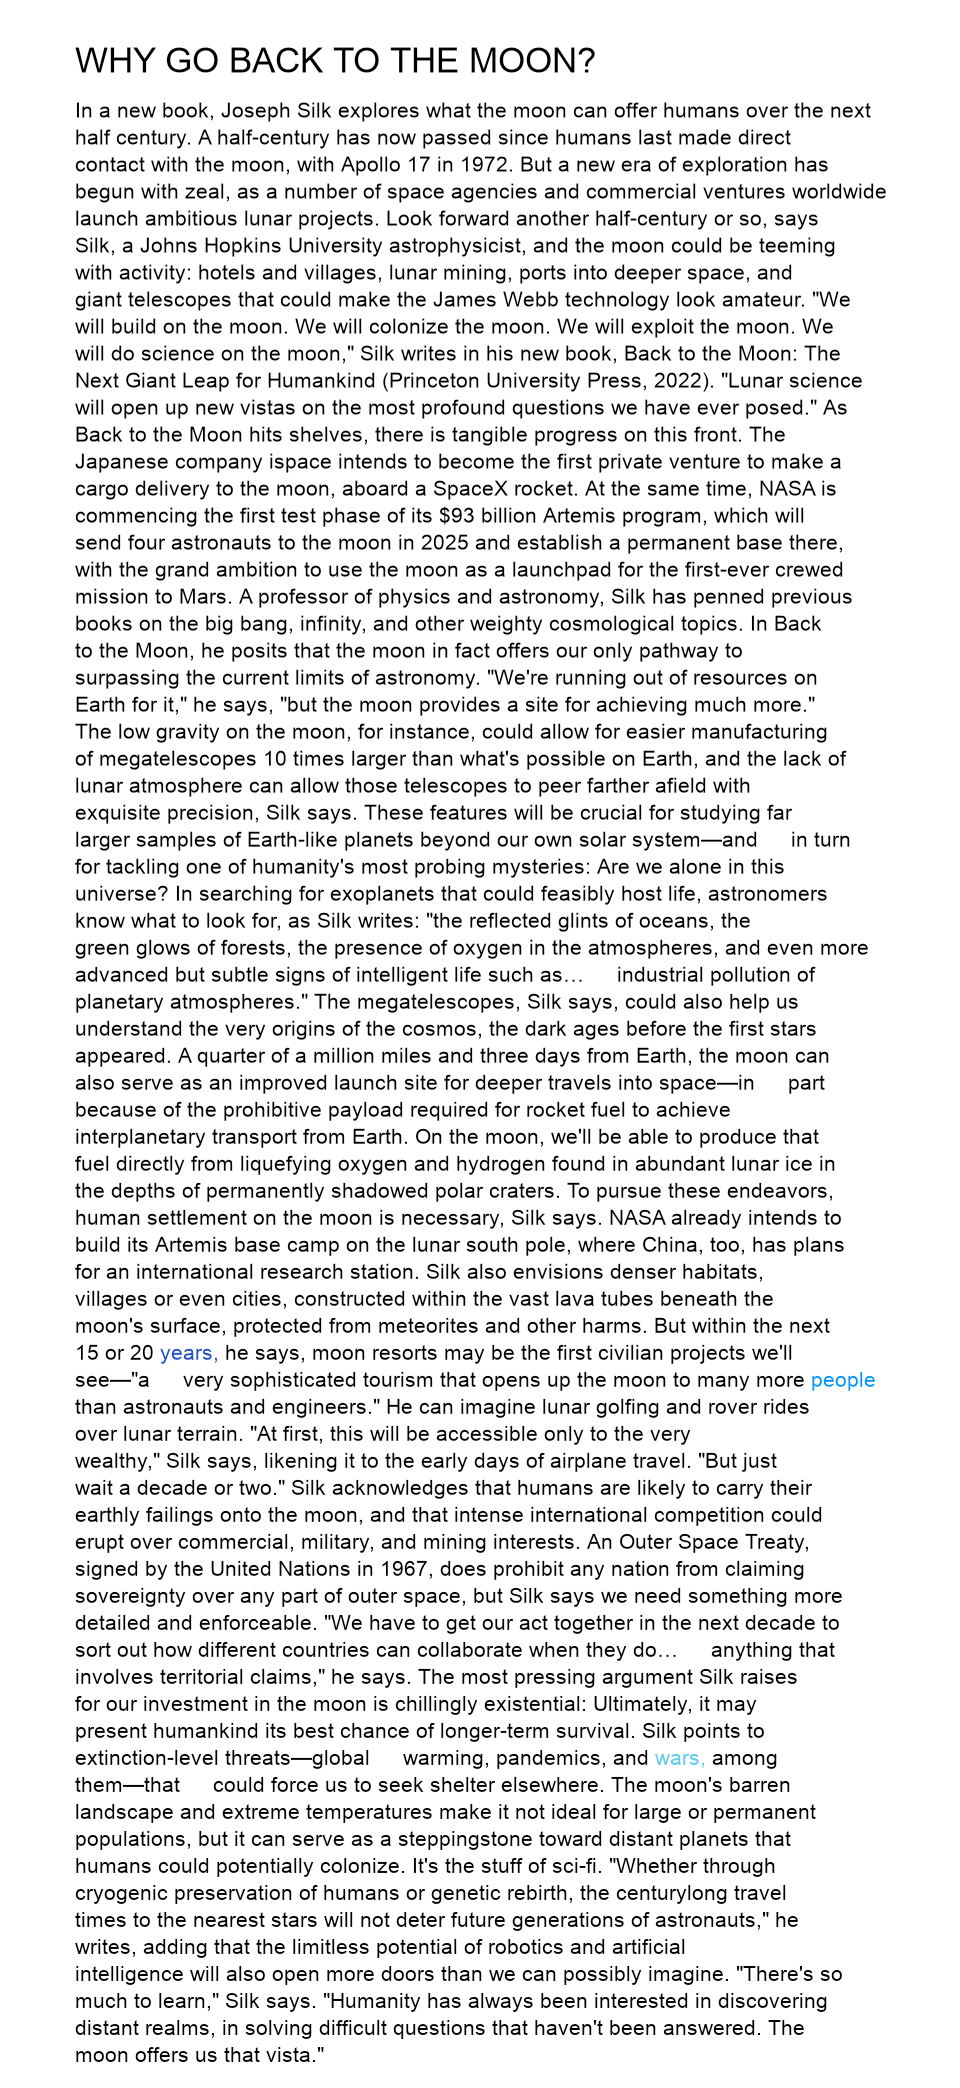 WHY GO BACK TO THE MOON?
In a new book, Joseph Silk explores what the moon can offer humans over the next
half century. A half-century has now passed since humans last made direct
contact with the moon, with Apollo 17 in 1972. But a new era of exploration has
begun with zeal, as a number of space agencies and commercial ventures worldwide
launch ambitious lunar projects. Look forward another half-century or so, says
Silk, a Johns Hopkins University astrophysicist, and the moon could be teeming
with activity: hotels and villages, lunar mining, ports into deeper space, and
giant telescopes that could make the James Webb technology look amateur. "We
will build on the moon. We will colonize the moon. We will exploit the moon. We
will do science on the moon," Silk writes in his new book, Back to the Moon: The
Next Giant Leap for Humankind (Princeton University Press, 2022). "Lunar science
will open up new vistas on the most profound questions we have ever posed." As
Back to the Moon hits shelves, there is tangible progress on this front. The
Japanese company ispace intends to become the first private venture to make a
cargo delivery to the moon, aboard a SpaceX rocket. At the same time, NASA is
commencing the first test phase of its $93 billion Artemis program, which will
send four astronauts to the moon in 2025 and establish a permanent base there,
with the grand ambition to use the moon as a launchpad for the first-ever crewed
mission to Mars. A professor of physics and astronomy, Silk has penned previous
books on the big bang, infinity, and other weighty cosmological topics. In Back
to the Moon, he posits that the moon in fact offers our only pathway to
surpassing the current limits of astronomy. "We're running out of resources on
Earth for it," he says, "but the moon provides a site for achieving much more."
The low gravity on the moon, for instance, could allow for easier manufacturing
of megatelescopes 10 times larger than what's possible on Earth, and the lack of
lunar atmosphere can allow those telescopes to peer farther afield with
exquisite precision, Silk says. These features will be crucial for studying far
larger samples of Earth-like planets beyond our own solar system—and in turn
for tackling one of humanity's most probing mysteries: Are we alone in this
universe? In searching for exoplanets that could feasibly host life, astronomers
know what to look for, as Silk writes: "the reflected glints of oceans, the
green glows of forests, the presence of oxygen in the atmospheres, and even more
advanced but subtle signs of intelligent life such as… industrial pollution of
planetary atmospheres." The megatelescopes, Silk says, could also help us
understand the very origins of the cosmos, the dark ages before the first stars
appeared. A quarter of a million miles and three days from Earth, the moon can
also serve as an improved launch site for deeper travels into space—in part
because of the prohibitive payload required for rocket fuel to achieve
interplanetary transport from Earth. On the moon, we'll be able to produce that
fuel directly from liquefying oxygen and hydrogen found in abundant lunar ice in
the depths of permanently shadowed polar craters. To pursue these endeavors,
human settlement on the moon is necessary, Silk says. NASA already intends to
build its Artemis base camp on the lunar south pole, where China, too, has plans
for an international research station. Silk also envisions denser habitats,
villages or even cities, constructed within the vast lava tubes beneath the
moon's surface, protected from meteorites and other harms. But within the next
15 or 20 years, he says, moon resorts may be the first civilian projects we'll
see—"a very sophisticated tourism that opens up the moon to many more people
than astronauts and engineers." He can imagine lunar golfing and rover rides
over lunar terrain. "At first, this will be accessible only to the very
wealthy," Silk says, likening it to the early days of airplane travel. "But just
wait a decade or two." Silk acknowledges that humans are likely to carry their
earthly failings onto the moon, and that intense international competition could
erupt over commercial, military, and mining interests. An Outer Space Treaty,
signed by the United Nations in 1967, does prohibit any nation from claiming
sovereignty over any part of outer space, but Silk says we need something more
detailed and enforceable. "We have to get our act together in the next decade to
sort out how different countries can collaborate when they do… anything that
involves territorial claims," he says. The most pressing argument Silk raises
for our investment in the moon is chillingly existential: Ultimately, it may
present humankind its best chance of longer-term survival. Silk points to
extinction-level threats—global warming, pandemics, and wars, among
them—that could force us to seek shelter elsewhere. The moon's barren
landscape and extreme temperatures make it not ideal for large or permanent
populations, but it can serve as a steppingstone toward distant planets that
humans could potentially colonize. It's the stuff of sci-fi. "Whether through
cryogenic preservation of humans or genetic rebirth, the centurylong travel
times to the nearest stars will not deter future generations of astronauts," he
writes, adding that the limitless potential of robotics and artificial
intelligence will also open more doors than we can possibly imagine. "There's so
much to learn," Silk says. "Humanity has always been interested in discovering
distant realms, in solving difficult questions that haven't been answered. The
moon offers us that vista."